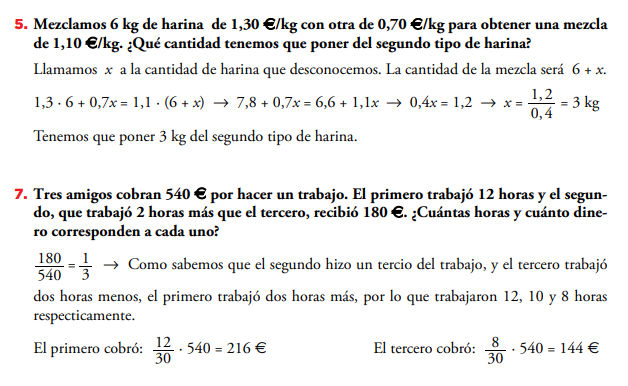 5. Mezclamos 6 kg de harina de 1,30 €/kg con otra de 0,70 €/kg para obtener una mezcla
de 1,10 €/kg. ¿Qué cantidad tenemos que poner del segundo tipo de harina?
Llamamos x a la cantidad de harina que desconocemos. La cantidad de la mezcla será 6 + x.
1,3 · 6 + 0,7x = 1,1 · (6 + x) → 7,8 + 0,7x = 6,6 + 1,1x → 0,4x = 1,2 → x = 1,2/0,4 = 3 kg
Tenemos que poner 3 kg del segundo tipo de harina.
7. Tres amigos cobran 540 € por hacer un trabajo. El primero trabajó 12 horas y el segun-
do, que trabajó 2 horas más que el tercero, recibió 180 €. ¿Cuántas horas y cuánto dine-
ro corresponden a cada uno?
180/540 = 1/3 → Como sabemos que el segundo hizo un tercio del trabajo, y el tercero trabajó
dos horas menos, el primero trabajó dos horas más, por lo que trabajaron 12, 10 y 8 horas
respecticamente.
El primero cobró: 12/30 · 540 = 216 € El tercero cobró: 8/30 · 540 = 144 €